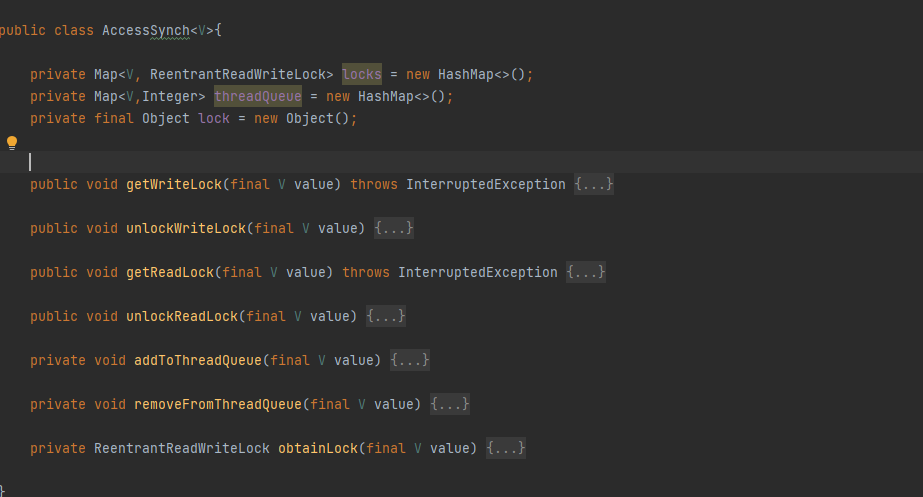 public class AccessSynch<V>{
private Map<V, ReentrantReadWriteLock> locks = new HashMap<>();
private Map<V,Integer> threadQueue = new HashMap<>();
private final Object lock = new Object();
public void getWriteLock(final V value) throws InterruptedException {...}
public void unlockWriteLock(final V value) {...}
public void getReadLock(final V value) throws InterruptedException {...}
public void unlockReadLock(final V value) {...}
private void addToThreadQueue(final V value) {...}
private void removeFromThreadQueue(final V value) {...}
private ReentrantReadWriteLock obtainLock(final V value) {...}
}